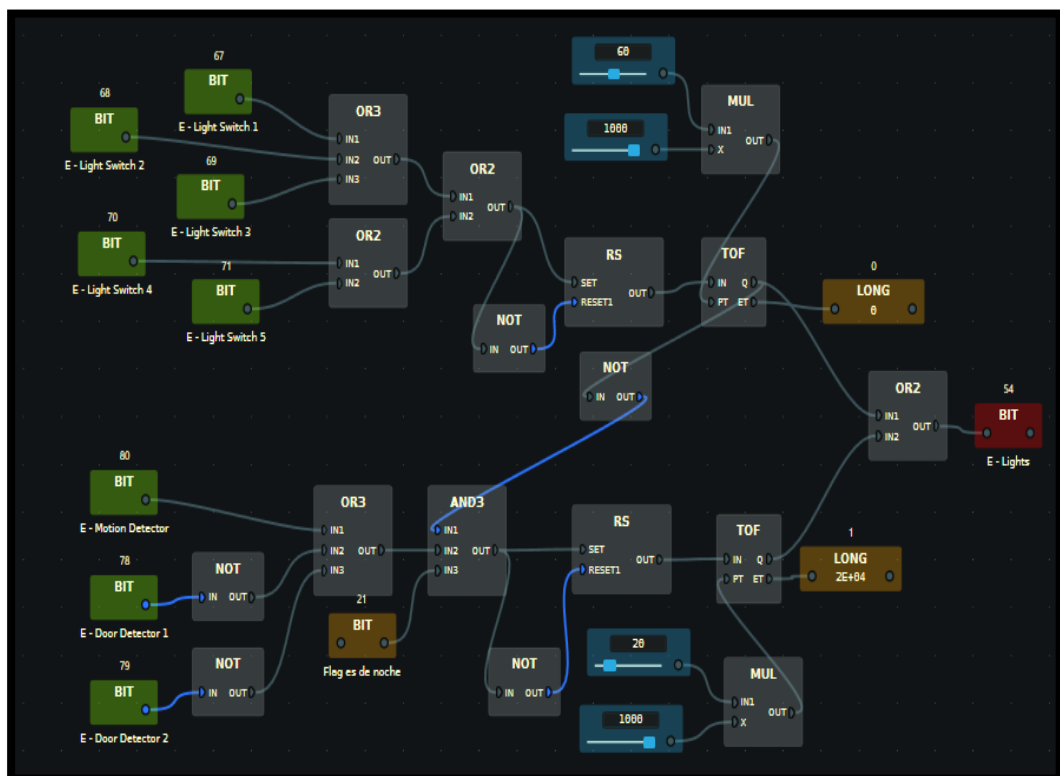 67
BIT
E - Light Switch 1
68
BIT
E - Light Switch 2
69
BIT
E - Light Switch 3
70
BIT
E - Light Switch 4
71
BIT
E - Light Switch 5
OR3
IN1
IN2 OUT
IN3
OR2
IN1
OUT
IN2
OR2
IN1
OUT
IN2
NOT
IN OUT
RS
SET
OUT
RESET1
60
1000
MUL
IN1
OUT
X
TOF
IN Q
PT ET
0
LONG
0
NOT
IN OUT
OR2
IN1
OUT
IN2
54
BIT
E - Lights
80
BIT
E - Motion Detector
78
BIT
E - Door Detector 1
79
BIT
E - Door Detector 2
NOT
IN OUT
NOT
IN OUT
OR3
IN1
IN2 OUT
IN3
21
BIT
Flag es de noche
AND3
IN1
IN2 OUT
IN3
NOT
IN OUT
RS
SET
OUT
RESET1
20
1000
MUL
IN1
OUT
X
TOF
IN Q
PT ET
1
LONG
2E+04